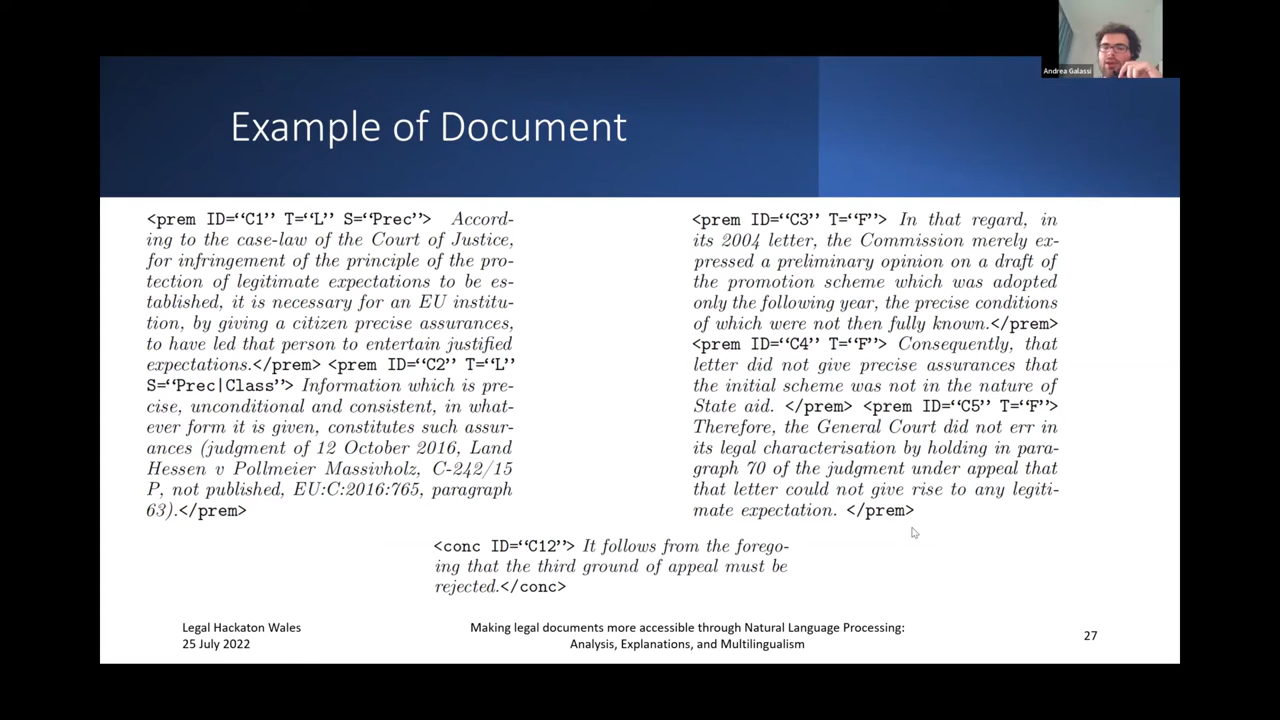 Andrea Galassi
Example of Document
<prem ID=“C1” T=“L” S=“Prec”> Accord-
ing to the case-law of the Court of Justice,
for infringement of the principle of the pro-
tection of legitimate expectations to be es-
tablished, it is necessary for an EU institu-
tion, by giving a citizen precise assurances,
to have led that person to entertain justified
expectations.</prem> <prem ID=“C2” T=“L”
S=“Prec|Class”> Information which is pre-
cise, unconditional and consistent, in what-
ever form it is given, constitutes such assur-
ances (judgment of 12 October 2016, Land
Hessen v Pollmeier Massivholz, C-242/15
P, not published, EU:C:2016:765, paragraph
63).</prem>
<prem ID=“C3” T=“F”> In that regard, in
its 2004 letter, the Commission merely ex-
pressed a preliminary opinion on a draft of
the promotion scheme which was adopted
only the following year, the precise conditions
of which were not then fully known.</prem>
<prem ID=“C4” T=“F”> Consequently, that
letter did not give precise assurances that
the initial scheme was not in the nature of
State aid. </prem> <prem ID=“C5” T=“F”>
Therefore, the General Court did not err in
its legal characterisation by holding in para-
graph 70 of the judgment under appeal that
that letter could not give rise to any legiti-
mate expectation. </prem>
<conc ID=“C12”> It follows from the forego-
ing that the third ground of appeal must be
rejected.</conc>
Legal Hackaton Wales
25 July 2022
Making legal documents more accessible through Natural Language Processing:
Analysis, Explanations, and Multilingualism
27